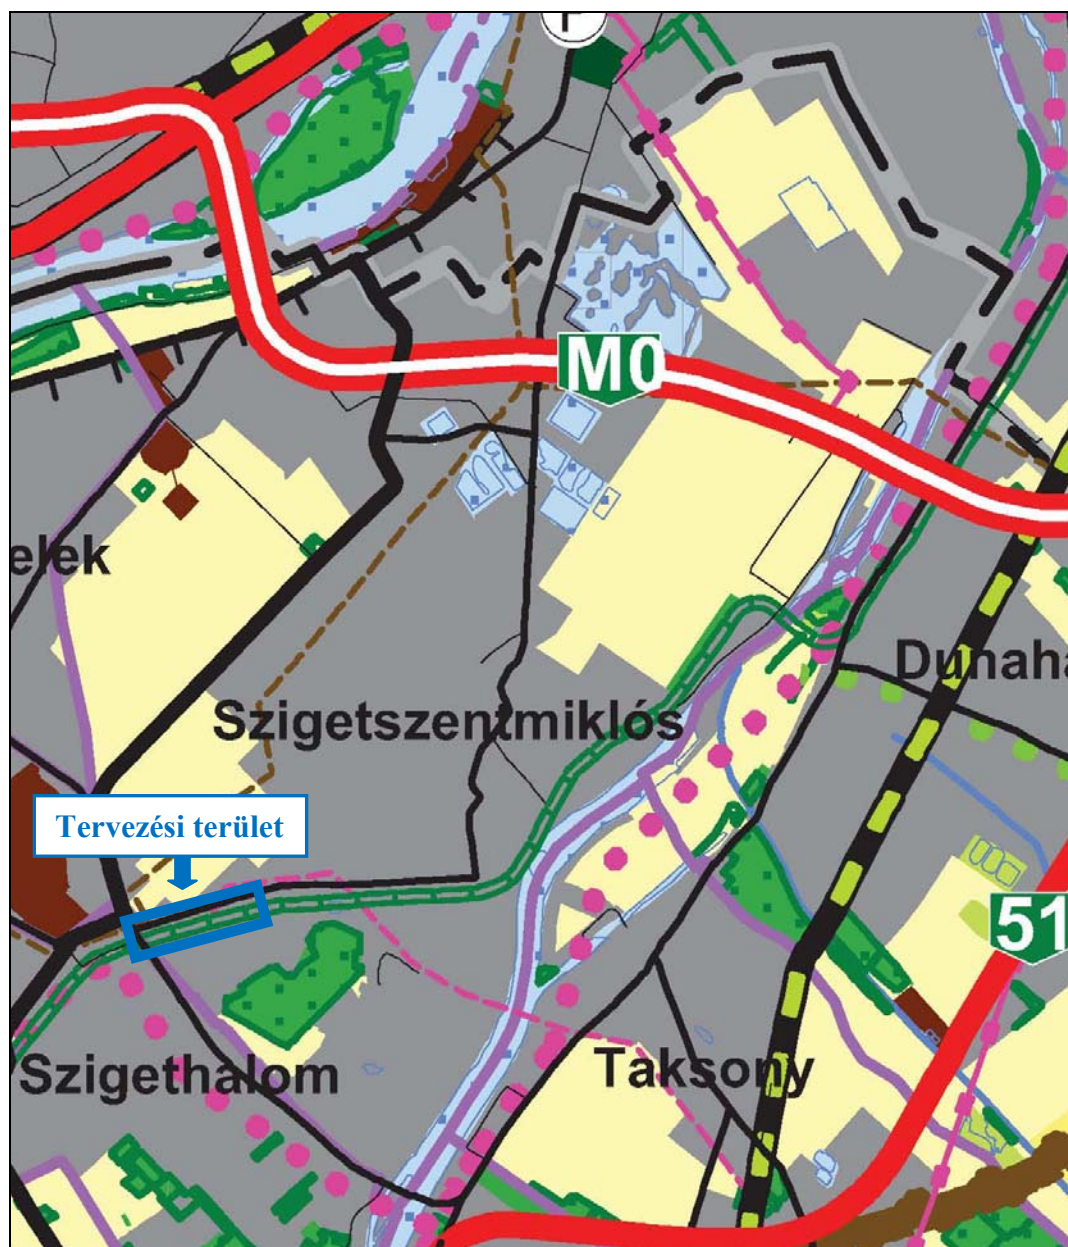 M0
elek
Dunaha
Szigetszentmiklós
Tervezési terület
51
Szigethalom
Taksony